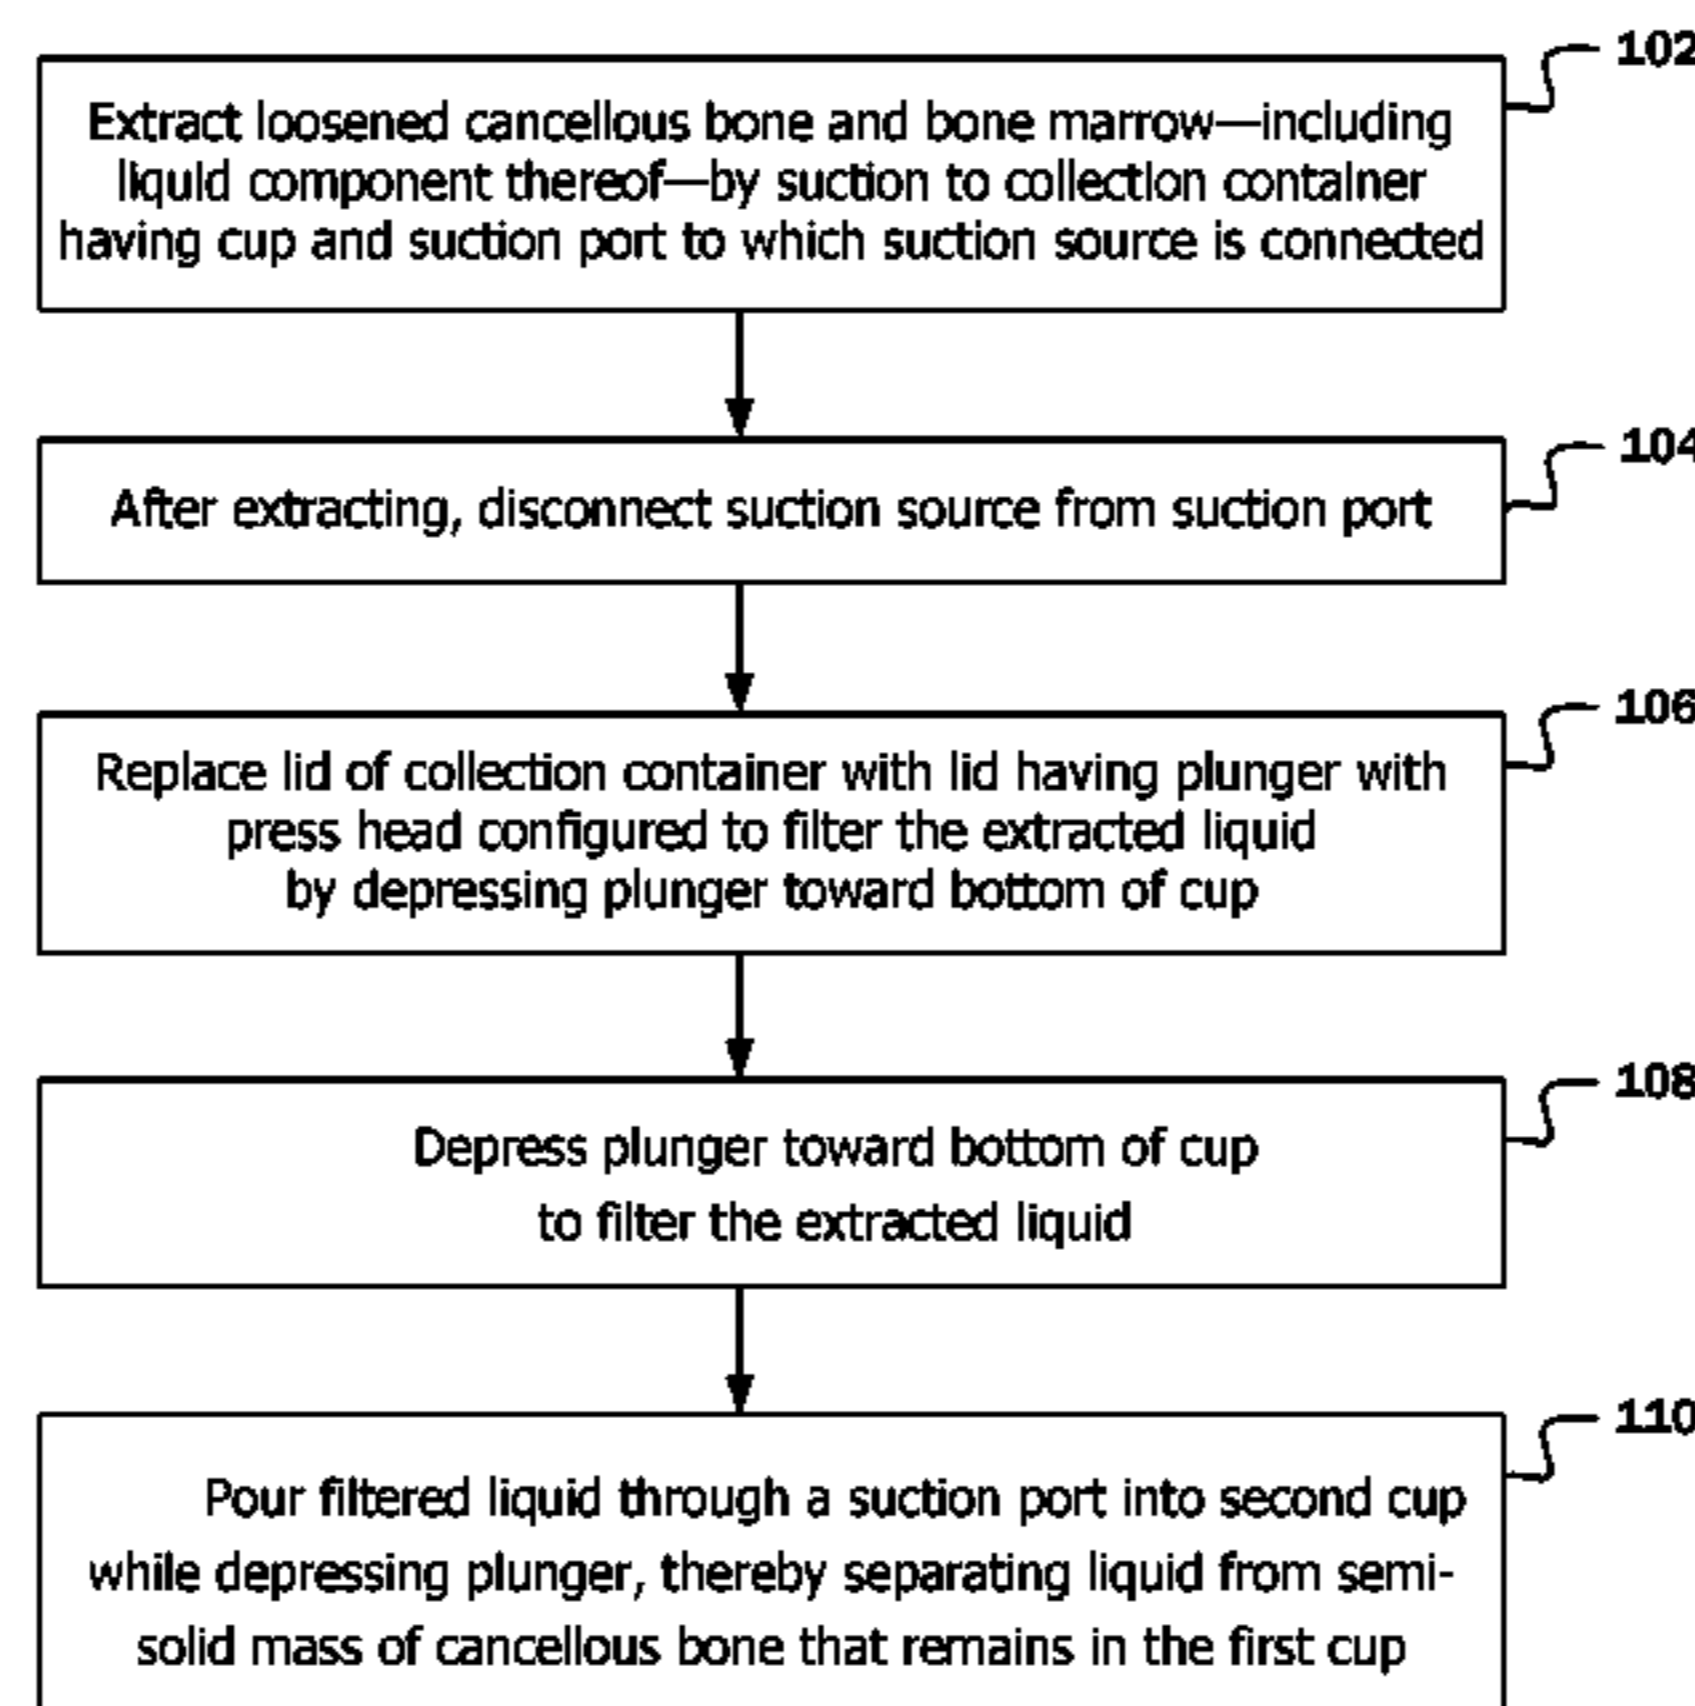 102
Extract loosened cancellous bone and bone marrow—including
liquid component thereof—by suction to collection container
having cup and suction port to which suction source is connected
104
After extracting, disconnect suction source from suction port
106
Replace lid of collection container with lid having plunger with
press head configured to filter the extracted liquid
by depressing plunger toward bottom of cup
108
Depress plunger toward bottom of cup
to filter the extracted liquid
110
Pour filtered liquid through a suction port into second cup
while depressing plunger, thereby separating liquid from semi-
solid mass of cancellous bone that remains in the first cup